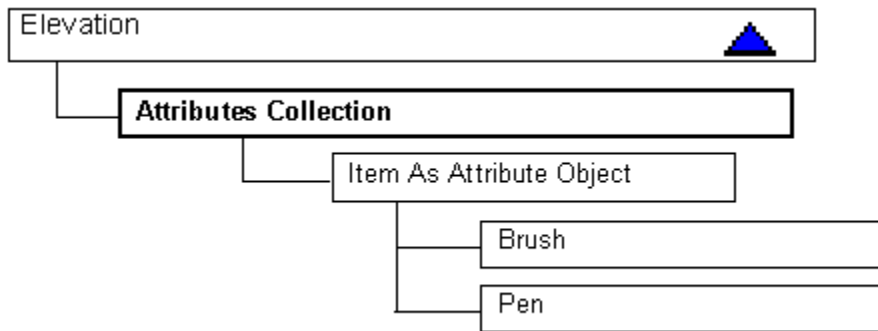 Elevation
Attributes Collection
Item As Attribute Object
Brush
Pen